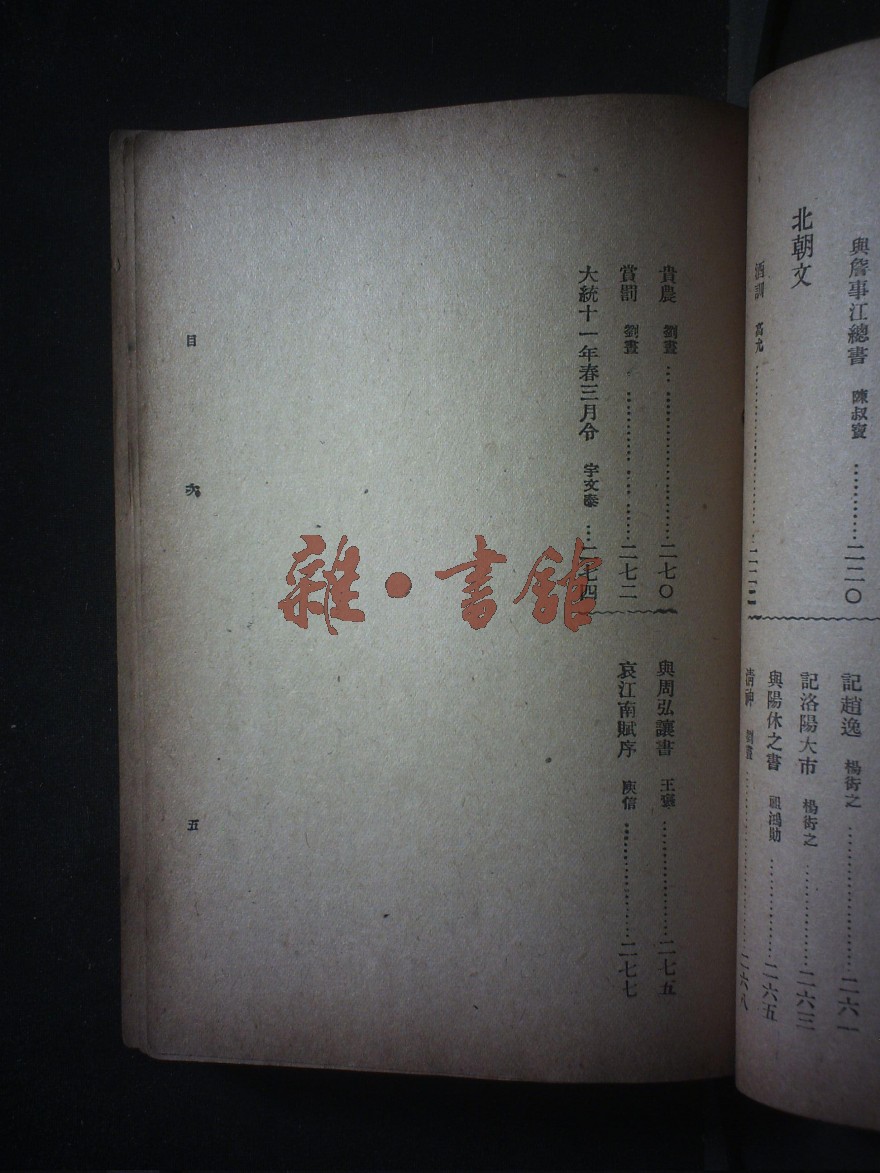 與詹事江總書 陳叔寶…………二二〇
北朝文
酒訓 高允……………………二二二
記趙逸 楊衒之…………………二六一
記洛陽大市 楊衒之……………二六三
與陽休之書 祖鴻勛……………二六五
清神 劉晝……………………二六八
貴農 劉晝……………………二七〇
賞罰 劉晝……………………二七二
大統十一年春三月令 宇文泰…二七四
與周弘讓書 王褒………………二七五
哀江南賦序 庾信………………二七七
目 次 五
雜·書館